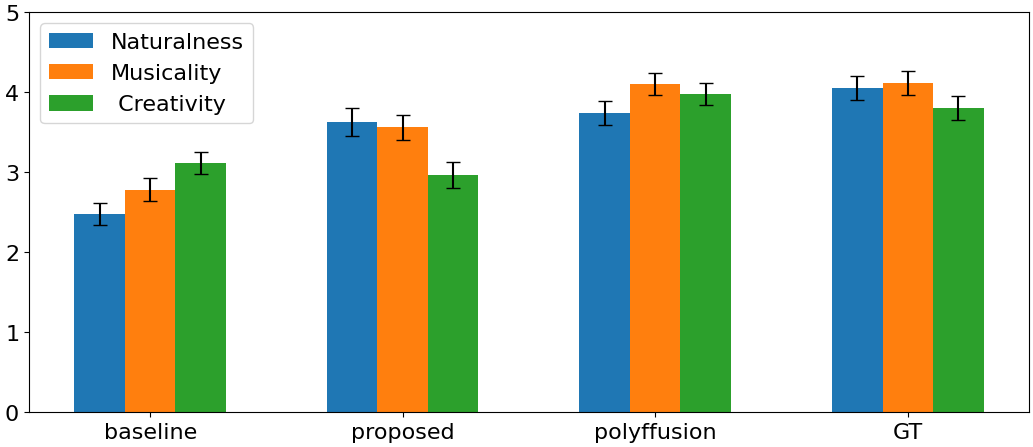 5
4
3
2
1
0
Naturalness
Musicality
Creativity
baseline
proposed
polyffusion
GT